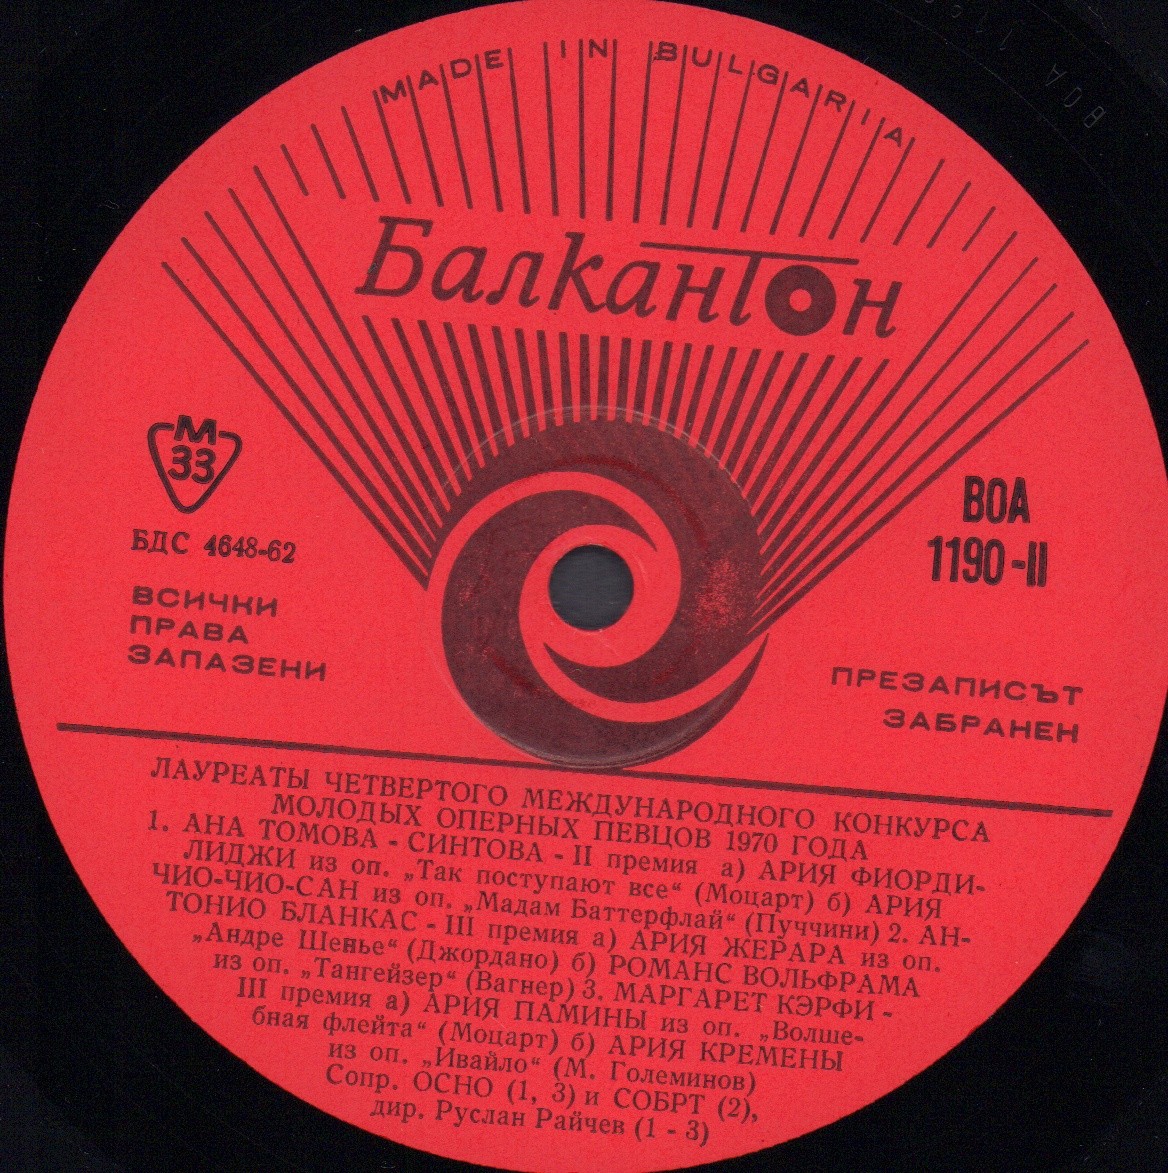 MADE IN BULGARIA
Балкантон
М
33
БДС 4648-62
ВСИЧКИ
ПРАВА
ЗАПАЗЕНИ
ВОА
1190-II
ПРЕЗАПИСЪТ
ЗАБРАНЕН
ЛАУРЕАТЫ ЧЕТВЕРТОГО МЕЖДУНАРОДНОГО КОНКУРСА
МОЛОДЫХ ОПЕРНЫХ ПЕВЦОВ 1970 ГОДА
1. АНА ТОМОВА - СИНТОВА - II премия а) АРИЯ ФИОРДИ-
ЛИДЖИ из оп. „Так поступают все“ (Моцарт) б) АРИЯ
ЧИО-ЧИО-САН из оп. „Мадам Баттерфлай“ (Пуччини) 2. АН-
ТОНИО БЛАНКАС - III премия а) АРИЯ ЖЕРАРА из оп.
„Андре Шенье“ (Джордано) б) РОМАНС ВОЛЬФРАМА
из оп. „Тангейзер“ (Вагнер) 3. МАРГАРЕТ КЭРФИ -
III премия а) АРИЯ ПАМИНЫ из оп. „Волше-
бная флейта“ (Моцарт) б) АРИЯ КРЕМЕНЫ
из оп. „Ивайло“ (М. Големинов)
Сопр. ОСНО (1, 3) и СОБРТ (2),
дир. Руслан Райчев (1 - 3)